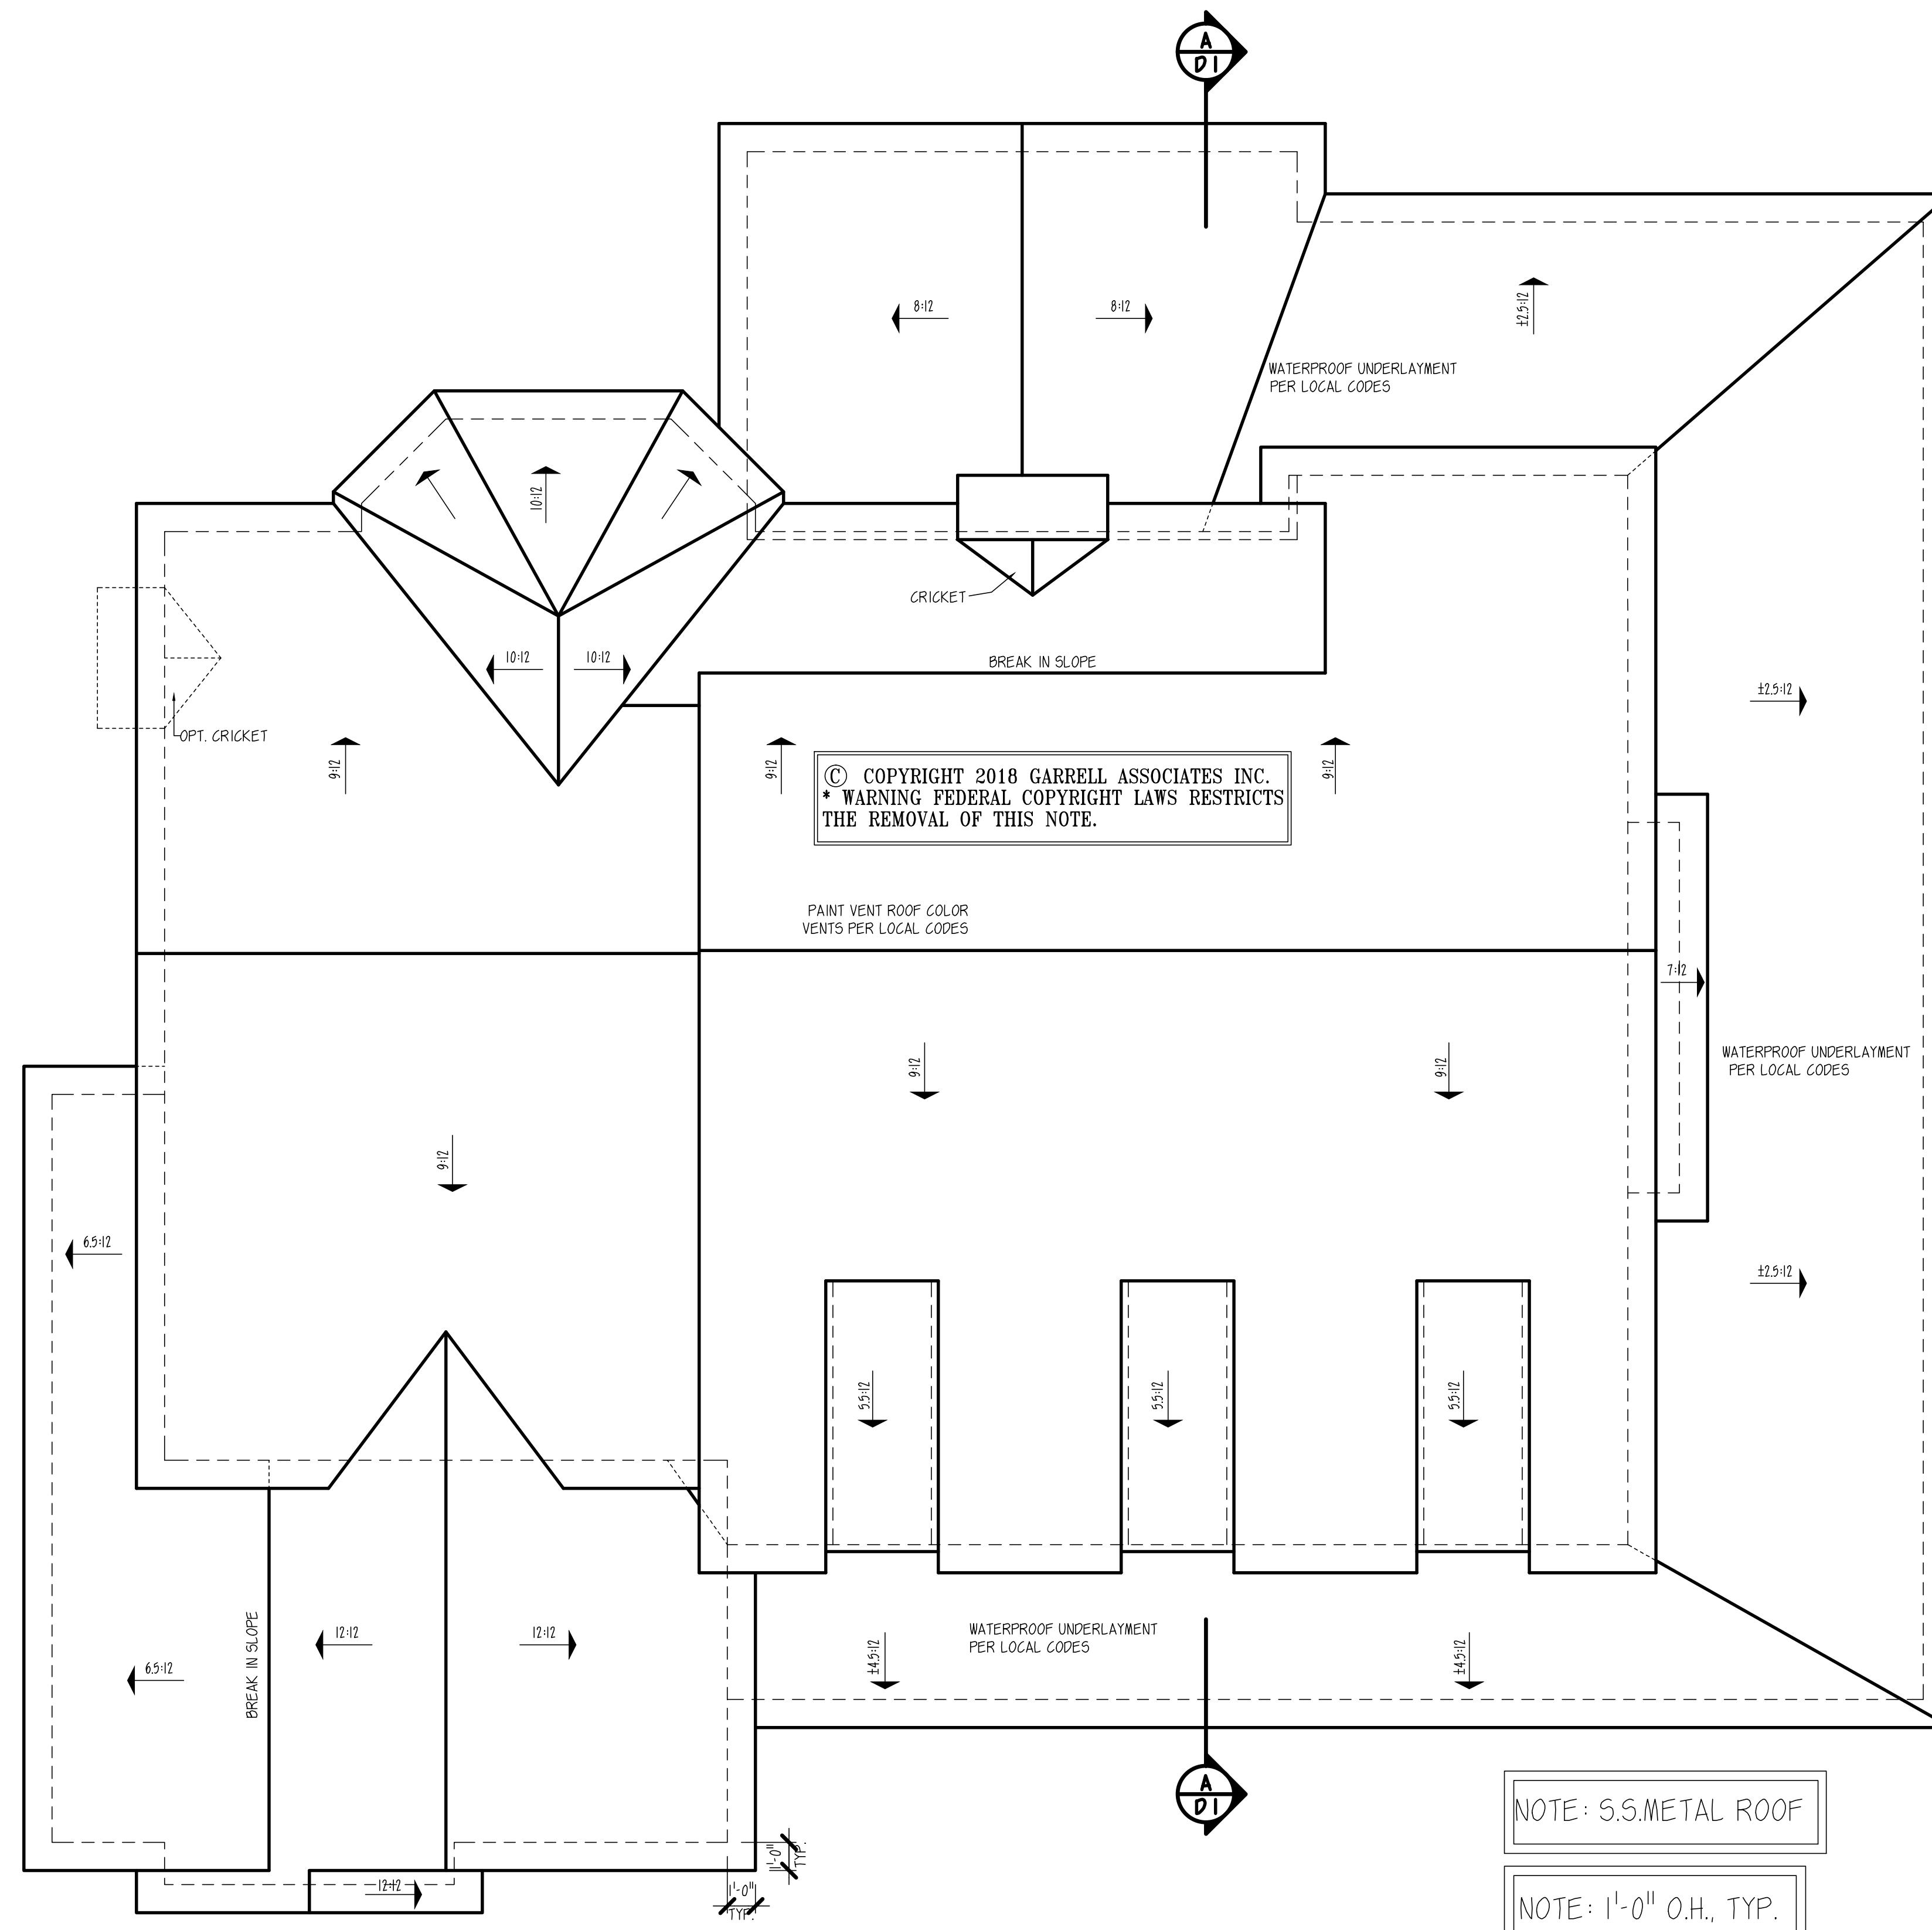 A
D1
8:12
8:12
±2.5:12
WATERPROOF UNDERLAYMENT
PER LOCAL CODES
10:12
CRICKET
10:12
10:12
BREAK IN SLOPE
±2.5:12
OPT. CRICKET
9:12
9:12
9:12
© COPYRIGHT 2018 GARRELL ASSOCIATES INC.
* WARNING FEDERAL COPYRIGHT LAWS RESTRICTS
THE REMOVAL OF THIS NOTE.
PAINT VENT ROOF COLOR
VENTS PER LOCAL CODES
7:12
9:12
9:12
WATERPROOF UNDERLAYMENT
PER LOCAL CODES
9:12
6.5:12
±2.5:12
5.5:12
5.5:12
5.5:12
12:12
12:12
BREAK IN SLOPE
6.5:12
WATERPROOF UNDERLAYMENT
PER LOCAL CODES
±4.5:12
±4.5:12
A
D1
NOTE: S.S.METAL ROOF
1'-0"
TYP.
12:12
1'-0"
TYP.
NOTE: 1'-0" O.H., TYP.